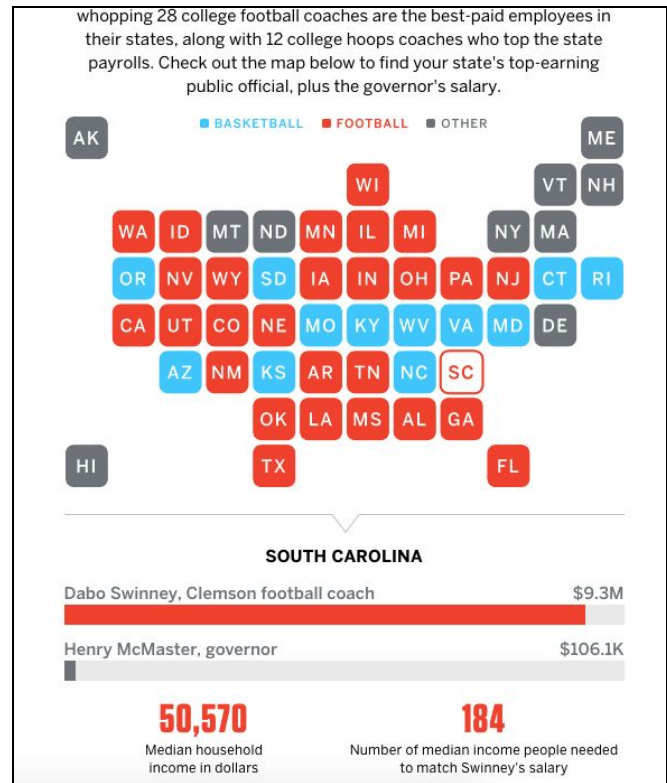 whopping 28 college football coaches are the best-paid employees in
their states, along with 12 college hoops coaches who top the state
payrolls. Check out the map below to find your state's top-earning
public official, plus the governor's salary.
BASKETBALL FOOTBALL OTHER
AK ME
WI VT NH
WA ID MT ND MN IL MI NY MA
OR NV WY SD IA IN OH PA NJ CT RI
CA UT CO NE MO KY WV VA MD DE
AZ NM KS AR TN NC SC
OK LA MS AL GA
HI TX FL
SOUTH CAROLINA
Dabo Swinney, Clemson football coach $9.3M
Henry McMaster, governor $106.1K
50,570 184
Median household Number of median income people needed
income in dollars to match Swinney's salary